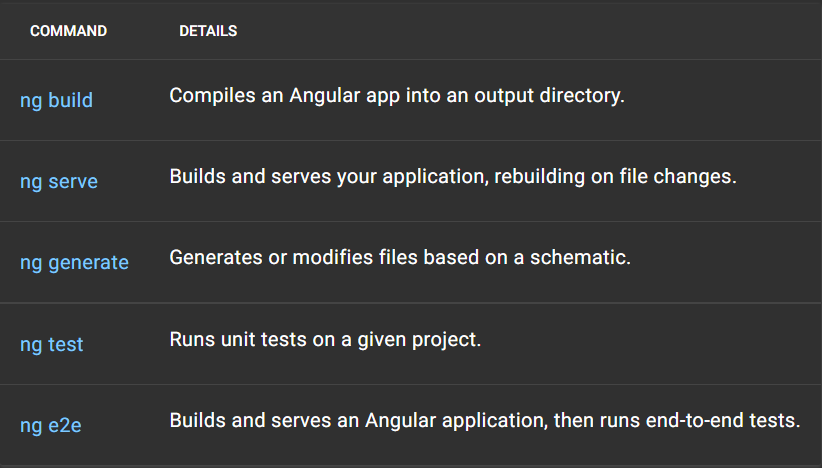 COMMAND DETAILS
ng build Compiles an Angular app into an output directory.
ng serve Builds and serves your application, rebuilding on file changes.
ng generate Generates or modifies files based on a schematic.
ng test Runs unit tests on a given project.
ng e2e Builds and serves an Angular application, then runs end-to-end tests.